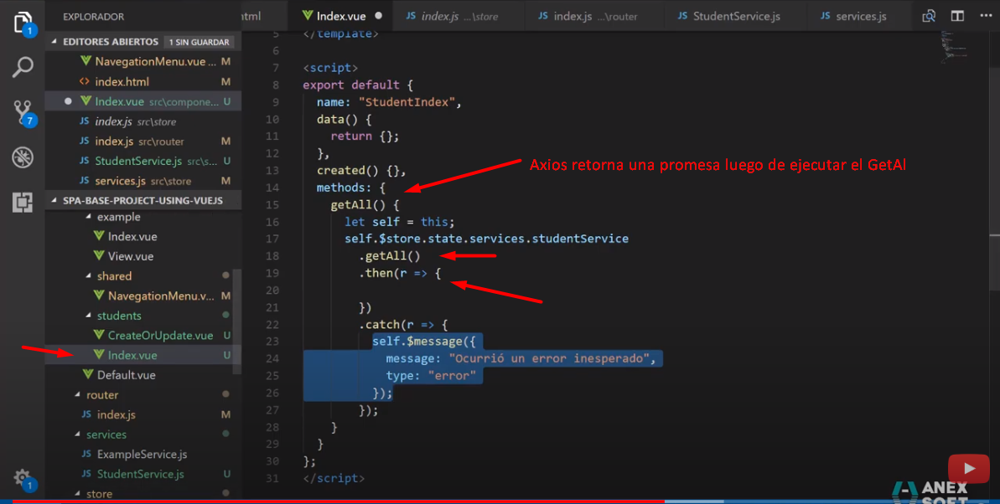 EXPLORADOR
EDITORES ABIERTOS 1 SIN GUARDAR
NavegationMenu.vue ... M
index.html M
Index.vue src\compone... U
index.js src\store
index.js src\router M
StudentService.js src\s... U
services.js src\store M
SPA-BASE-PROJECT-USING-VUEJS
example
Index.vue
View.vue
shared
NavegationMenu.v... M
students
CreateOrUpdate.vue U
Index.vue U
Default.vue
router
index.js M
services
ExampleService.js
StudentService.js U
store
1
7
1
html Index.vue index.js ...\store index.js ...\router StudentService.js services.js
5 </template>
6
7 <script>
8 export default {
9 name: "StudentIndex",
10 data() {
11 return {};
12 },
13 created() {},
14 methods: {
15 getAll() {
16 let self = this;
17 self.$store.state.services.studentService
18 .getAll()
19 .then(r => {
20
21 })
22 .catch(r => {
23 self.$message({
24 message: "Ocurrió un error inesperado",
25 type: "error"
26 });
27 });
28 }
29 }
30 };
31 </script>
Axios retorna una promesa luego de ejecutar el GetAl
ANEX
SOFT